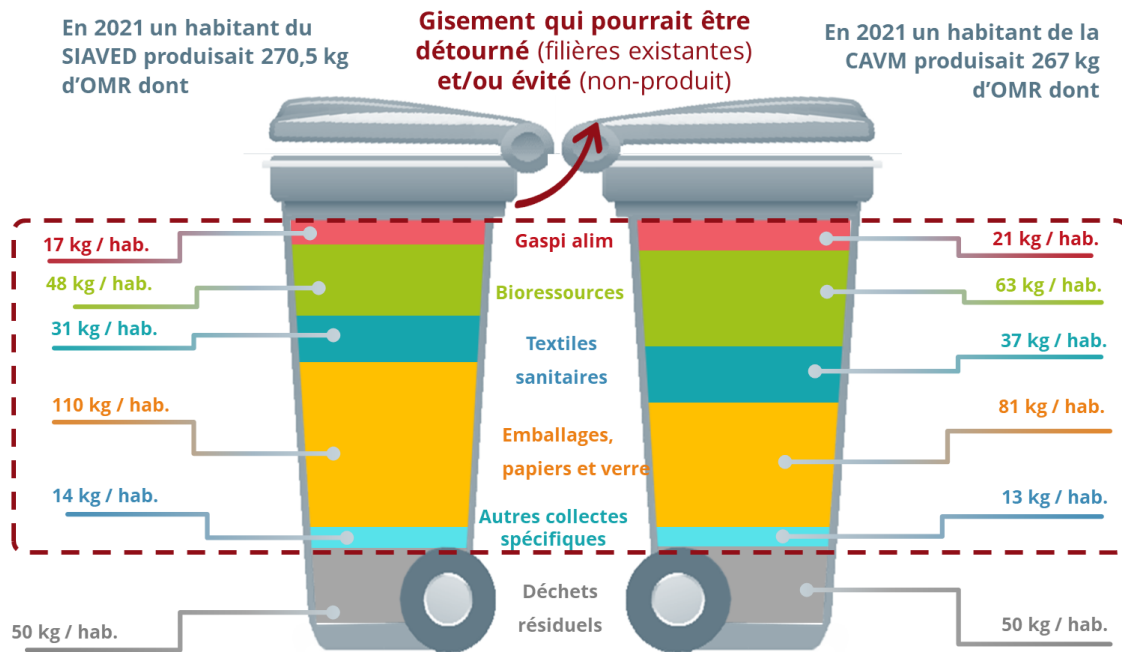 En 2021 un habitant du
SIAVED produisait 270,5 kg
d’OMR dont
Gisement qui pourrait être
détourné (filières existantes)
et/ou évité (non-produit)
En 2021 un habitant de la
CAVM produisait 267 kg
d’OMR dont
17 kg / hab.
Gaspi alim
21 kg / hab.
48 kg / hab.
Bioressources
63 kg / hab.
31 kg / hab.
Textiles
sanitaires
37 kg / hab.
110 kg / hab.
Emballages,
papiers et verre
81 kg / hab.
14 kg / hab.
Autres collectes
spécifiques
13 kg / hab.
50 kg / hab.
Déchets
résiduels
50 kg / hab.